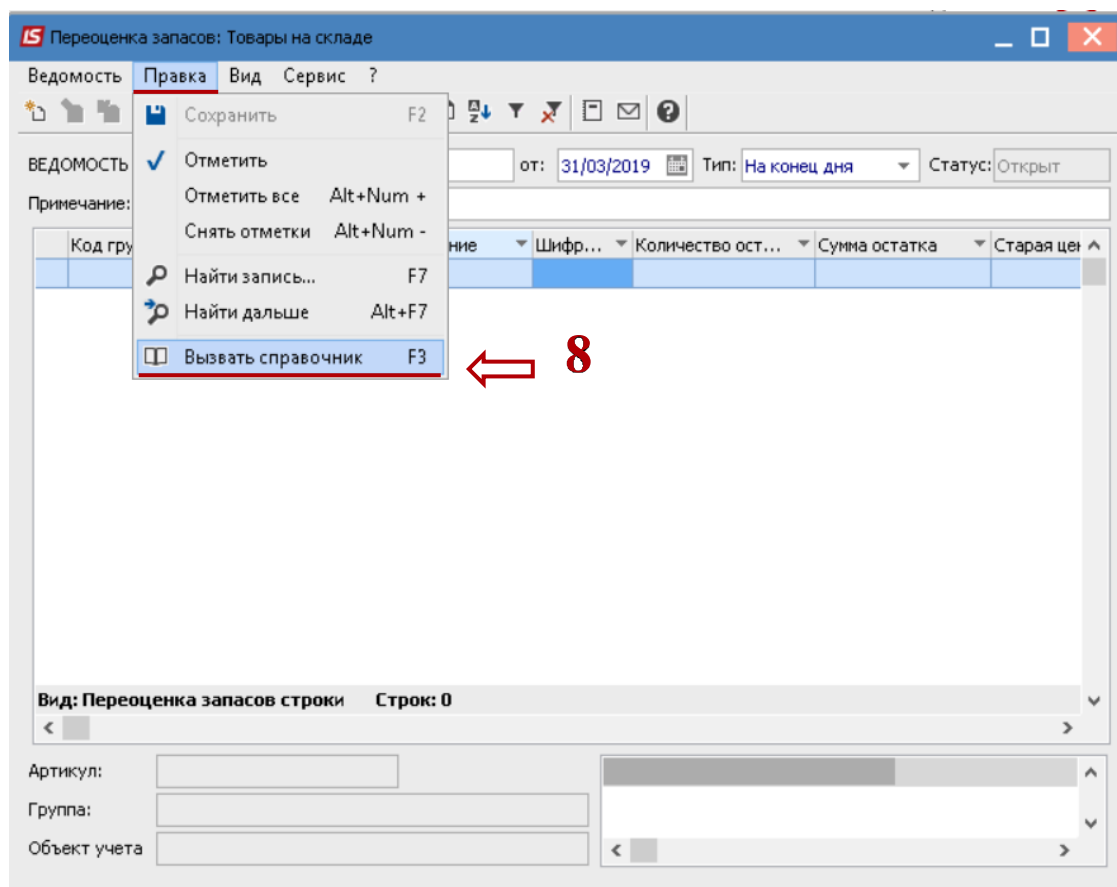 Переоценка запасов: Товары на складе
Ведомость Правка Вид Сервис ?
Сохранить F2
ВЕДОМОСТЬ от: 31/03/2019 Тип: На конец дня Статус: Открыт
Отметить
Отметить все Alt+Num +
Примечание:
Снять отметки Alt+Num -
Код гру ние Шифр... Количество ост... Сумма остатка Старая цен
Найти запись... F7
Найти дальше Alt+F7
Вызвать справочник F3
8
Вид: Переоценка запасов строки Строк: 0
Артикул:
Группа:
Объект учета